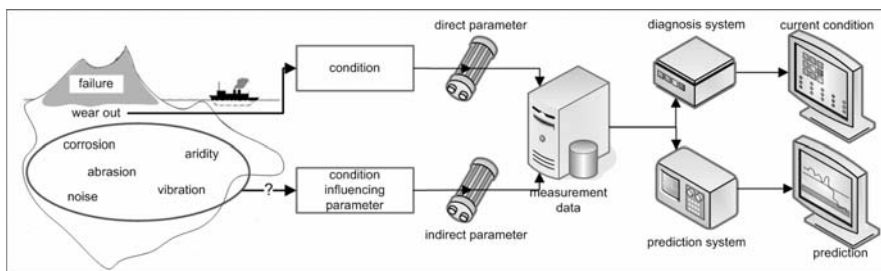 failure
wear out
corrosion
aridity
abrasion
noise
vibration
?
condition
condition
influencing
parameter
direct parameter
indirect parameter
measurement
data
diagnosis system
prediction system
current condition
prediction